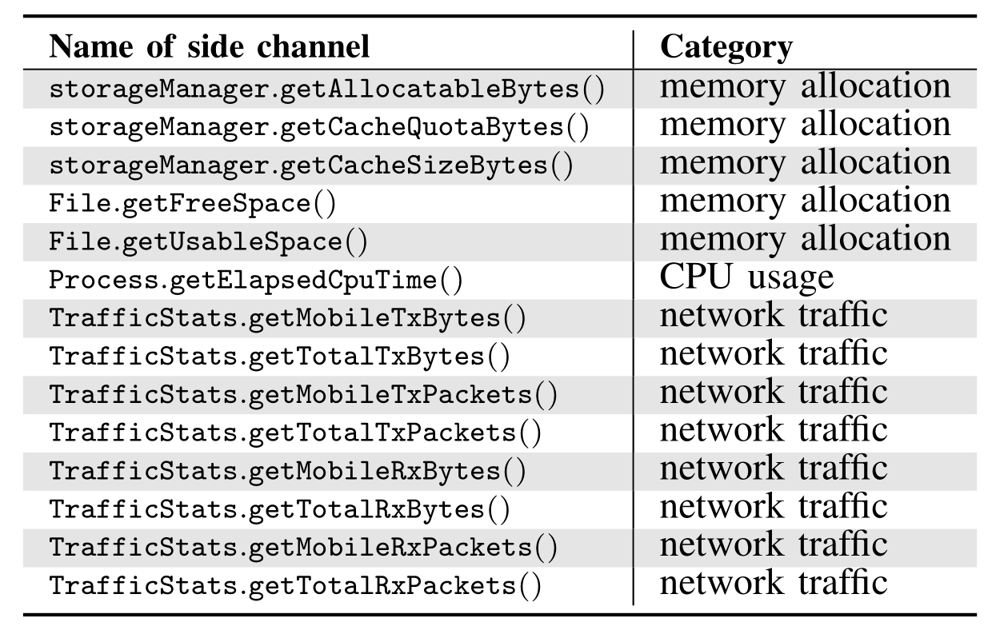 Name of side channel Category
storageManager.getAllocatableBytes() memory allocation
storageManager.getCacheQuotaBytes() memory allocation
storageManager.getCacheSizeBytes() memory allocation
File.getFreeSpace() memory allocation
File.getUsableSpace() memory allocation
Process.getElapsedCpuTime() CPU usage
TrafficStats.getMobileTxBytes() network traffic
TrafficStats.getTotalTxBytes() network traffic
TrafficStats.getMobileTxPackets() network traffic
TrafficStats.getTotalTxPackets() network traffic
TrafficStats.getMobileRxBytes() network traffic
TrafficStats.getTotalRxBytes() network traffic
TrafficStats.getMobileRxPackets() network traffic
TrafficStats.getTotalRxPackets() network traffic